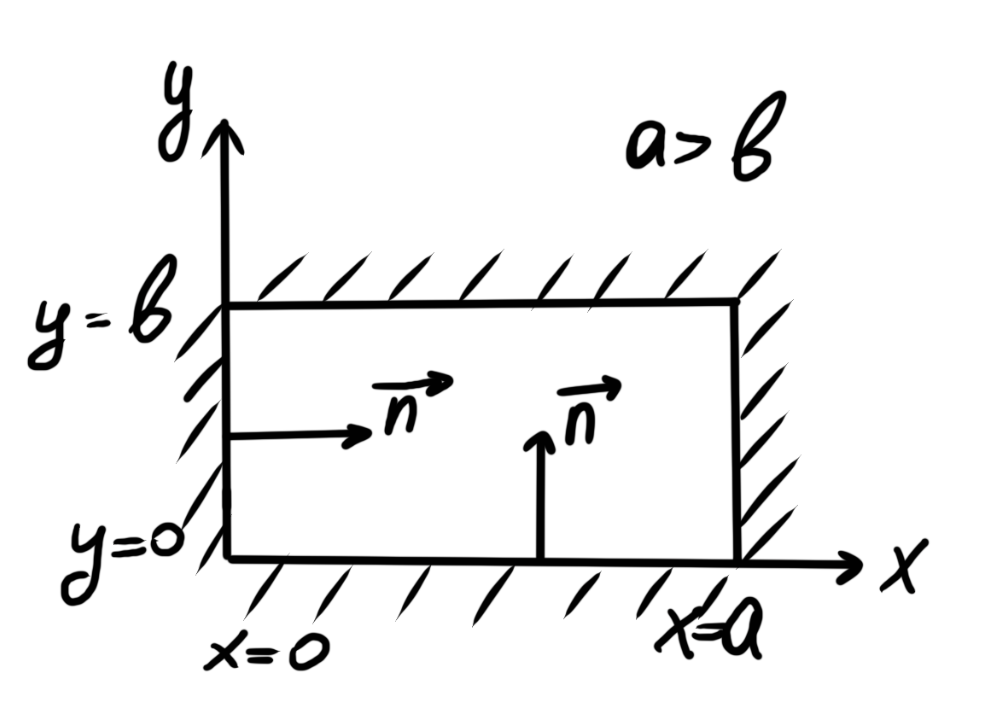 y
a > b
y = b
n⃗
n⃗
y=0
x
x=0
x=a